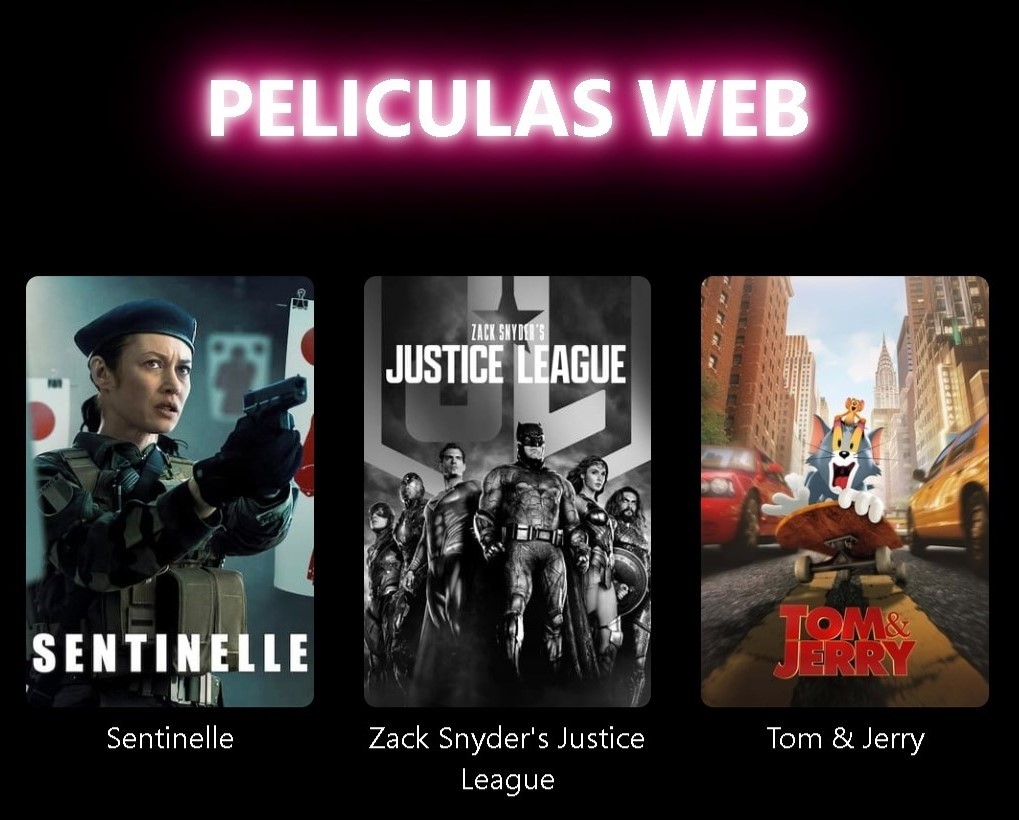 PELICULAS WEB
ZACK SNYDER'S
JUSTICE LEAGUE
SENTINELLE
TOM&
JERRY
Sentinelle
Zack Snyder's Justice
League
Tom & Jerry